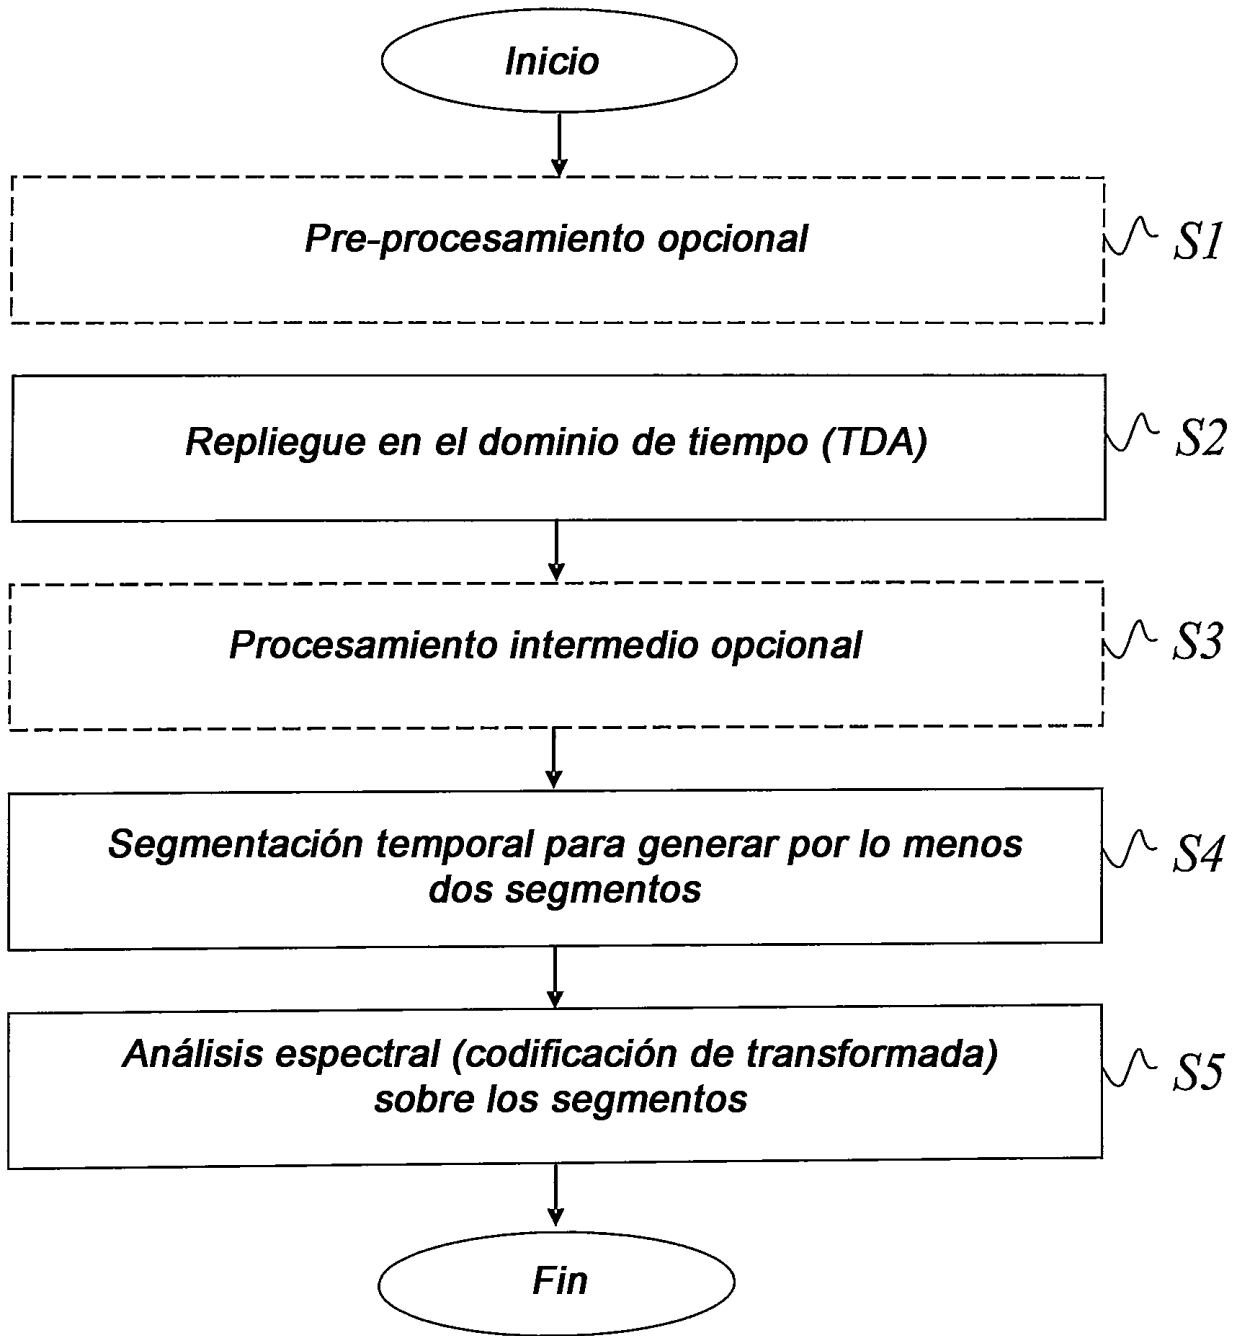 Inicio
Pre-procesamiento opcional
S1
Repliegue en el dominio de tiempo (TDA)
S2
Procesamiento intermedio opcional
S3
Segmentación temporal para generar por lo menos
dos segmentos
S4
Análisis espectral (codificación de transformada)
sobre los segmentos
S5
Fin